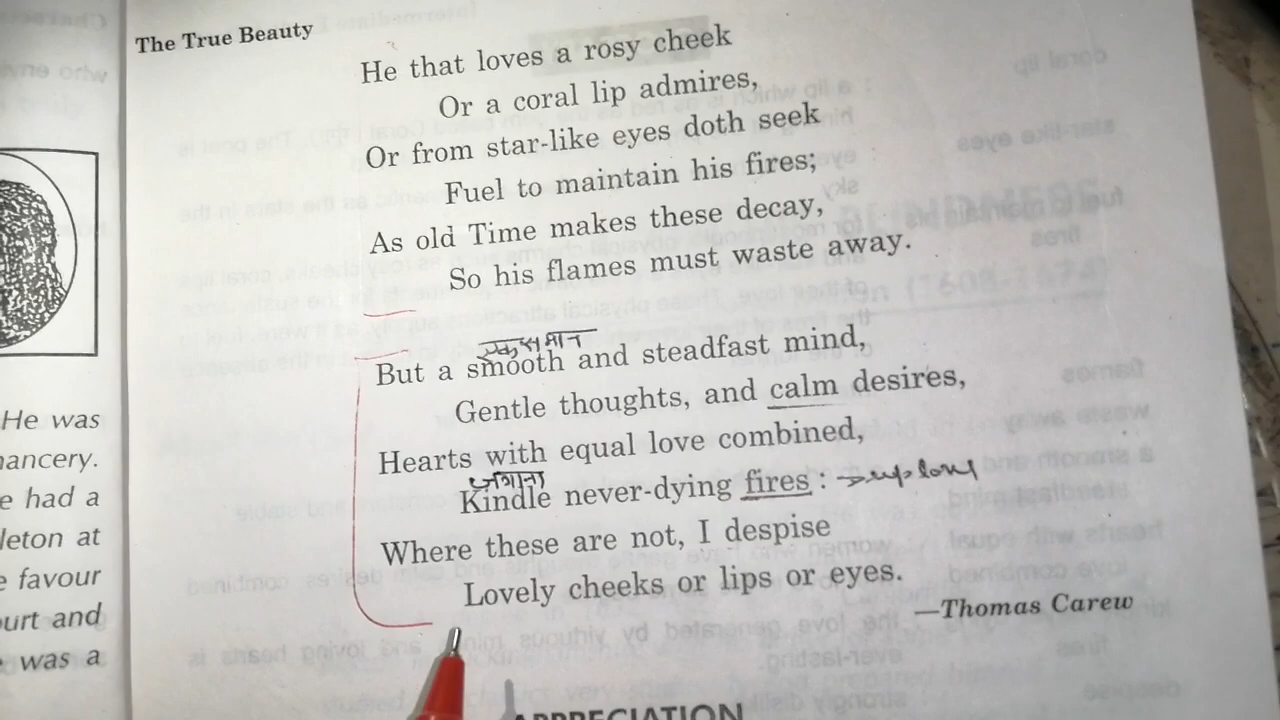 The True Beauty
He that loves a rosy cheek
Or a coral lip admires,
Or from star-like eyes doth seek
Fuel to maintain his fires;
As old Time makes these decay,
So his flames must waste away.
एकसमान
But a smooth and steadfast mind,
Gentle thoughts, and calm desires,
Hearts with equal love combined,
जगाना
Kindle never-dying fires :
Where these are not, I despise
Lovely cheeks or lips or eyes.
—Thomas Carew
He was
ancery.
e had a
leton at
e favour
ourt and
was a
APPRECIATION